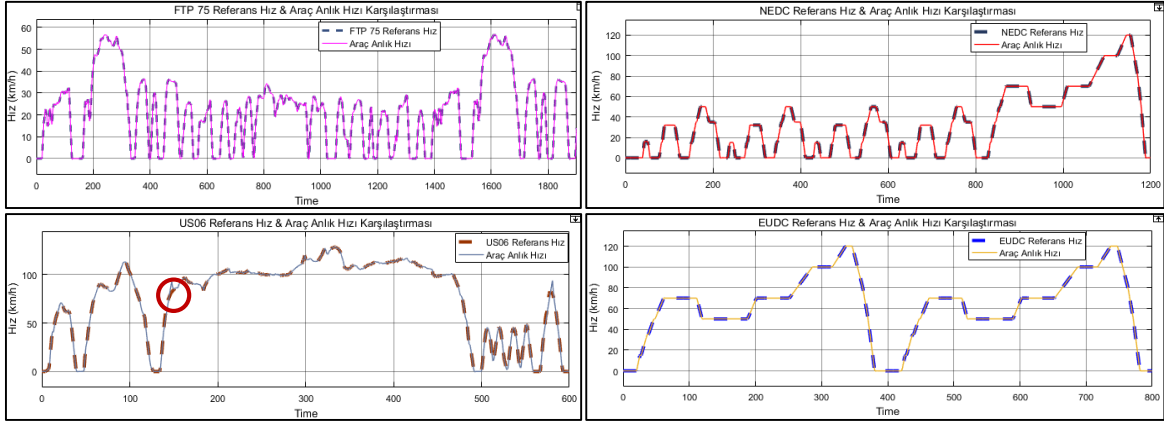 FTP 75 Referans Hız & Araç Anlık Hızı Karşılaştırması
FTP 75 Referans Hız
Araç Anlık Hızı
Hız (km/h)
60
50
40
30
20
10
0
0 200 400 600 800 1000 1200 1400 1600 1800
Time
NEDC Referans Hız & Araç Anlık Hızı Karşılaştırması
NEDC Referans Hız
Araç Anlık Hızı
Hız (km/h)
120
100
80
60
40
20
0
0 200 400 600 800 1000 1200
Time
US06 Referans Hız & Araç Anlık Hızı Karşılaştırması
US06 Referans Hız
Araç Anlık Hızı
Hız (km/h)
100
50
0
0 100 200 300 400 500 600
Time
EUDC Referans Hız & Araç Anlık Hızı Karşılaştırması
EUDC Referans Hız
Araç Anlık Hızı
Hız (km/h)
120
100
80
60
40
20
0
0 100 200 300 400 500 600 700 800
Time